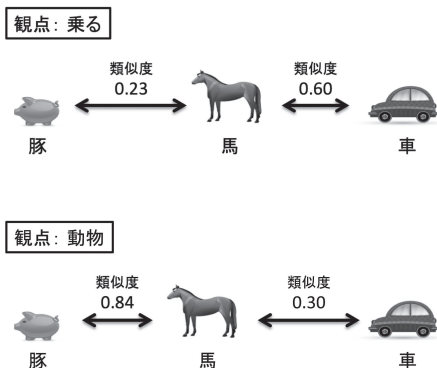 観点: 乗る
類似度 類似度
0.23 0.60
豚 馬 車
観点: 動物
類似度 類似度
0.84 0.30
豚 馬 車